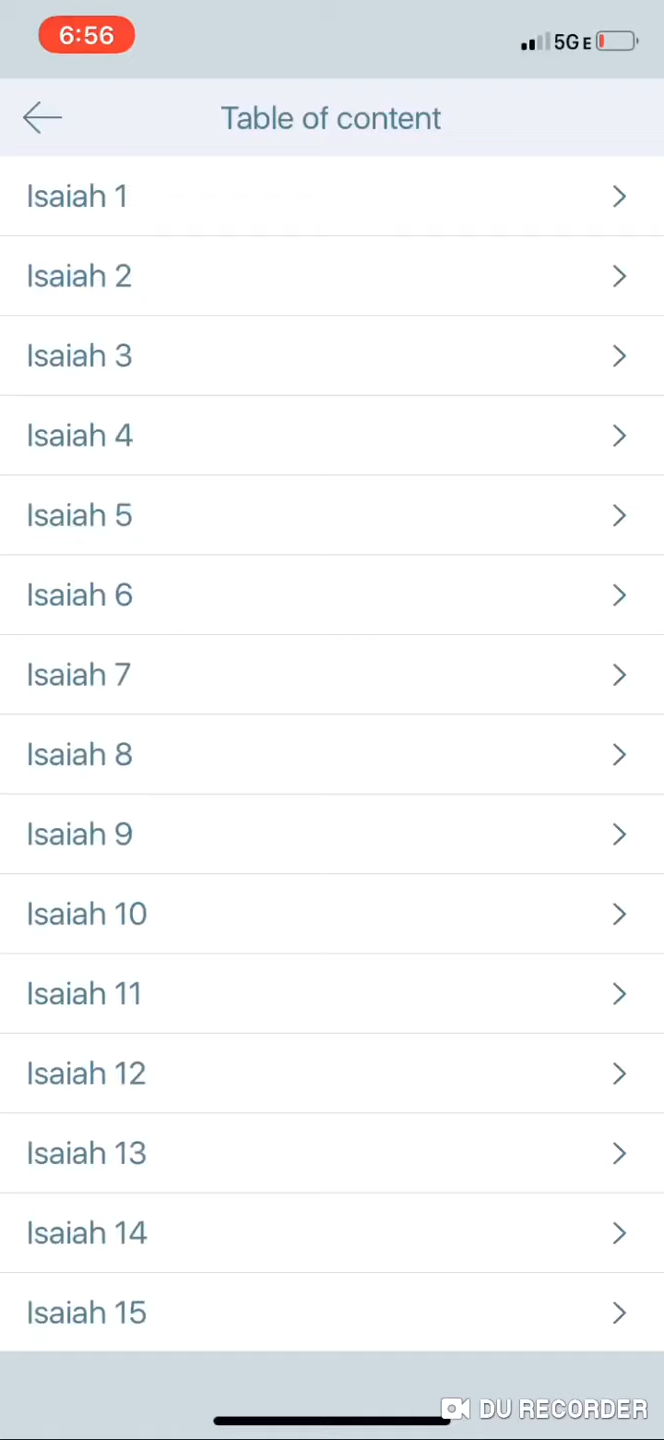 6:56
5G E
Table of content
Isaiah 1
Isaiah 2
Isaiah 3
Isaiah 4
Isaiah 5
Isaiah 6
Isaiah 7
Isaiah 8
Isaiah 9
Isaiah 10
Isaiah 11
Isaiah 12
Isaiah 13
Isaiah 14
Isaiah 15
DU RECORDER